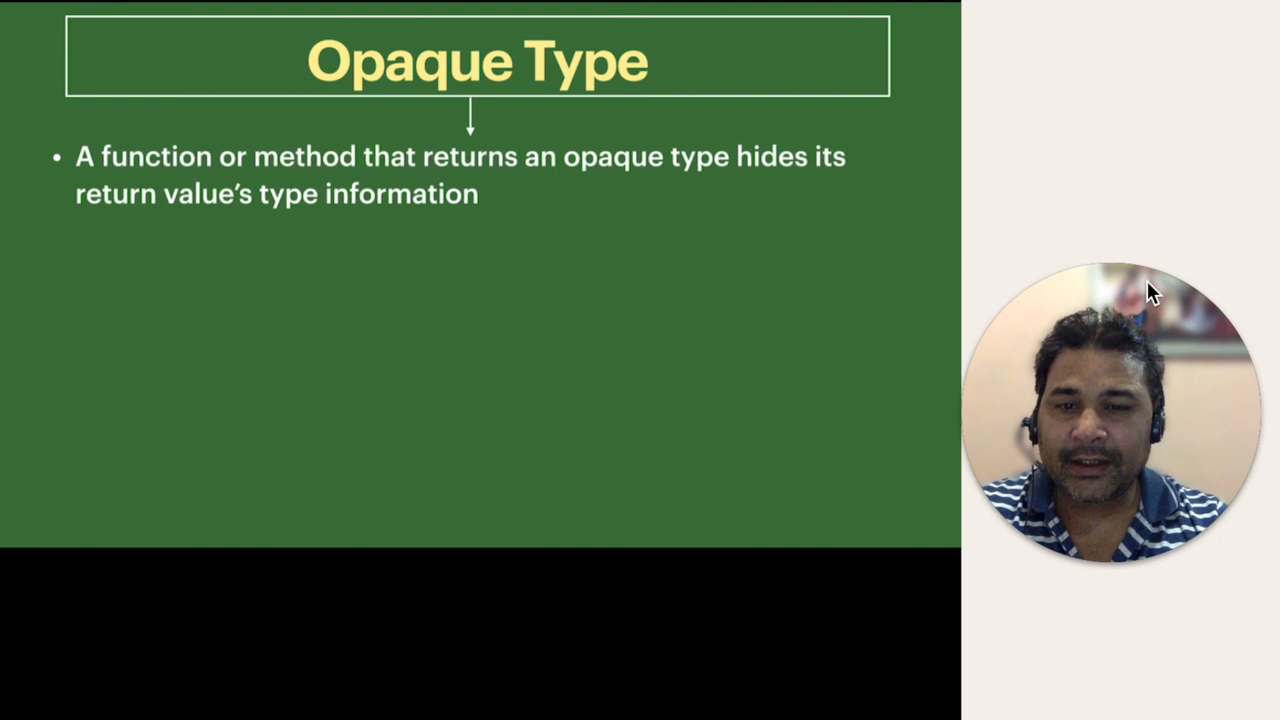 Opaque Type
• A function or method that returns an opaque type hides its
return value’s type information